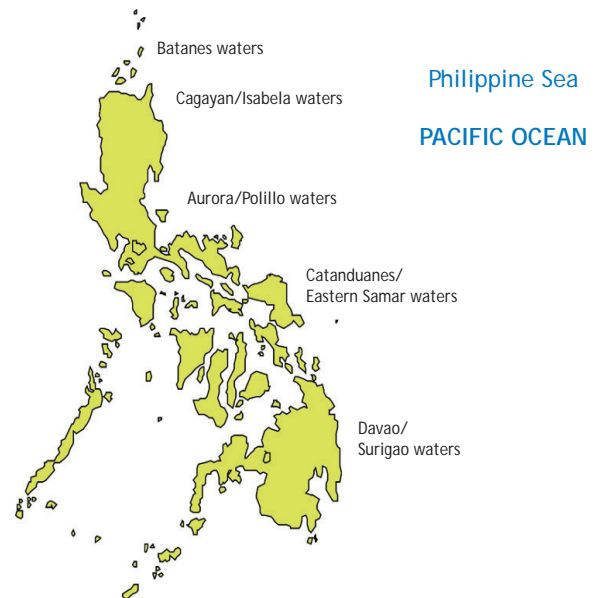 Batanes waters
Philippine Sea
Cagayan/Isabela waters
PACIFIC OCEAN
Aurora/Polillo waters
Catanduanes/
Eastern Samar waters
Davao/
Surigao waters